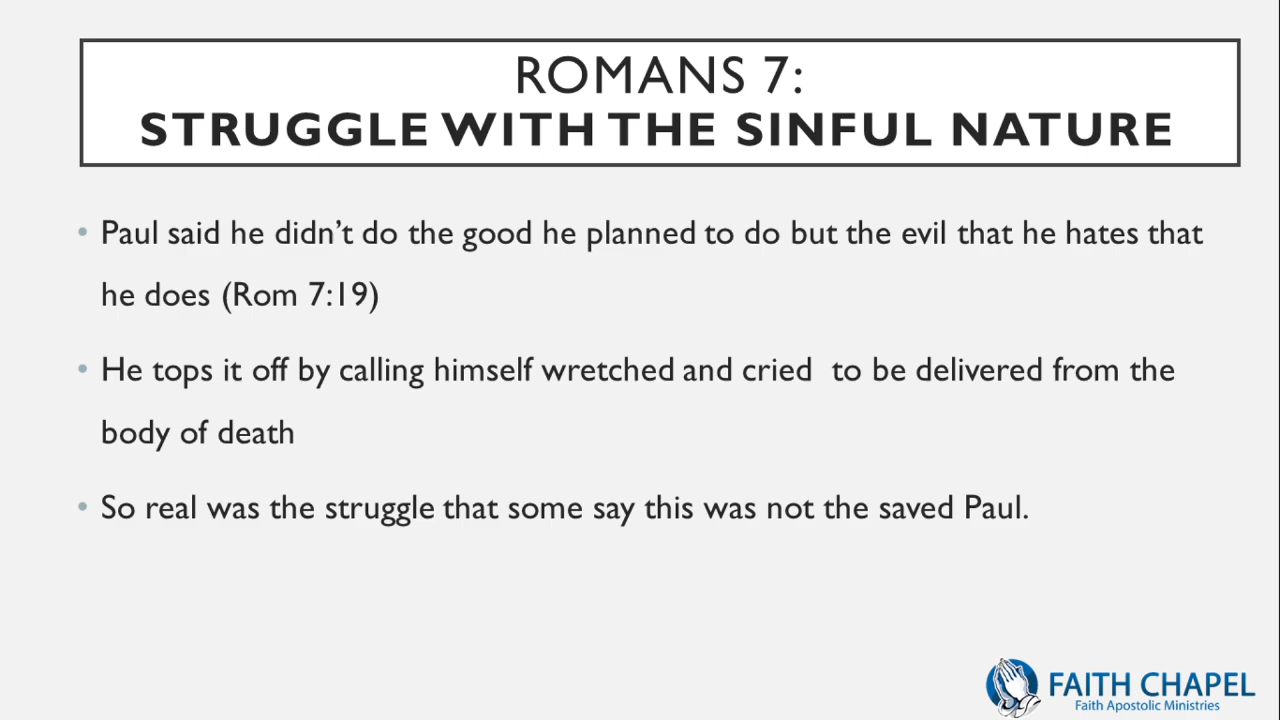 ROMANS 7:
STRUGGLE WITH THE SINFUL NATURE
• Paul said he didn’t do the good he planned to do but the evil that he hates that
he does (Rom 7:19)
• He tops it off by calling himself wretched and cried  to be delivered from the
body of death
• So real was the struggle that some say this was not the saved Paul.
FAITH CHAPEL
Faith Apostolic Ministries